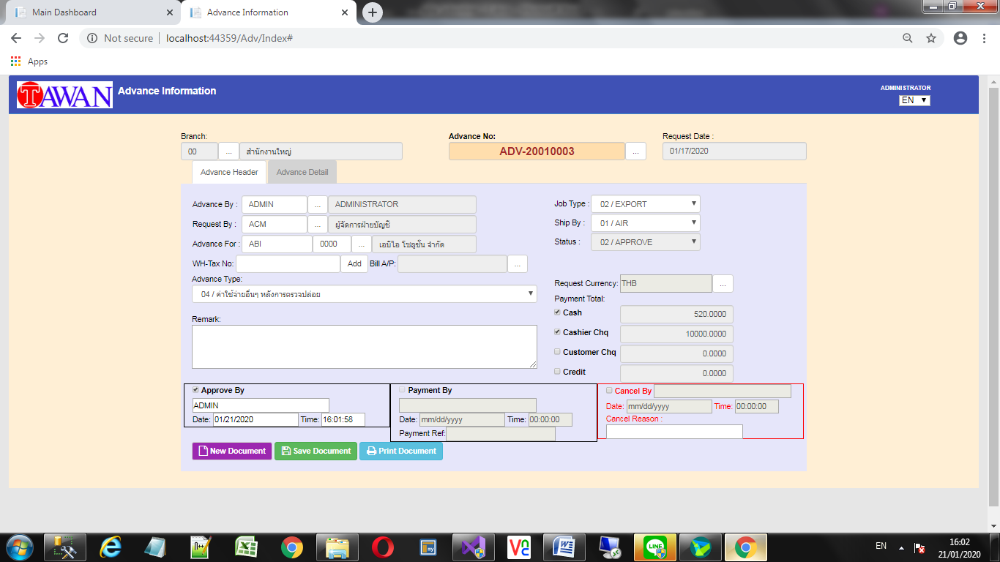 Main Dashboard
Advance Information
Not secure
localhost:44359/Adv/Index#
Apps
TAWAN
Advance Information
ADMINISTRATOR
EN
Branch:
Advance No:
Request Date :
00
...
สำนักงานใหญ่
ADV-20010003
...
01/17/2020
Advance Header
Advance Detail
Advance By :
ADMIN
...
ADMINISTRATOR
Job Type :
02 / EXPORT
Request By :
ACM
...
ผู้จัดการฝ่ายบัญชี
Ship By :
01 / AIR
Advance For :
ABI
0000
...
เอบีไอ โซลูชั่น จำกัด
Status :
02 / APPROVE
WH-Tax No:
Add
Bill A/P:
...
Advance Type:
04 / ค่าใช้จ่ายอื่นๆ หลังการตรวจปล่อย
Request Currency:
THB
...
Payment Total:
Cash
520.0000
Remark:
Cashier Chq
10000.0000
Customer Chq
0.0000
Credit
0.0000
Approve By
ADMIN
Date:
01/21/2020
Time:
16:01:58
Payment By
Date:
mm/dd/yyyy
Time:
00:00:00
Payment Ref:
Cancel By
Date:
mm/dd/yyyy
Time:
00:00:00
Cancel Reason :
New Document
Save Document
Print Document
EN
16:02
21/01/2020